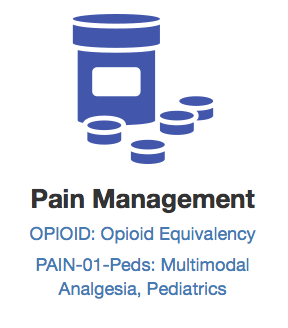 Pain Management
OPIOID: Opioid Equivalency
PAIN-01-Peds: Multimodal
Analgesia, Pediatrics